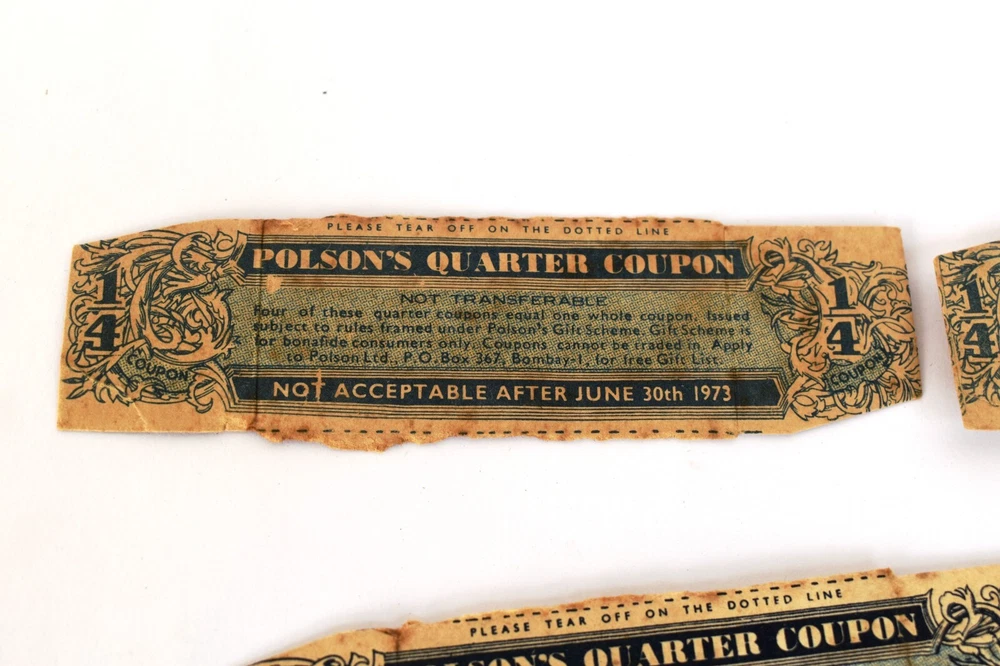 PLEASE TEAR OFF ON THE DOTTED LINE
POLSON'S QUARTER COUPON
NOT TRANSFERABLE
Four of these quarter coupons equal one whole coupon. Issued
subject to rules framed under Polson's Gift Scheme. Gift Scheme is
for bonafide consumers only. Coupons cannot be traded in. Apply
to Polson Ltd., P.O. Box 367, Bombay-1, for free Gift List.
NOT ACCEPTABLE AFTER JUNE 30th 1973
1/4
COUPON
1/4
COUPON
1/4
PLEASE TEAR OFF ON THE DOTTED LINE
POLSON'S QUARTER COUPON